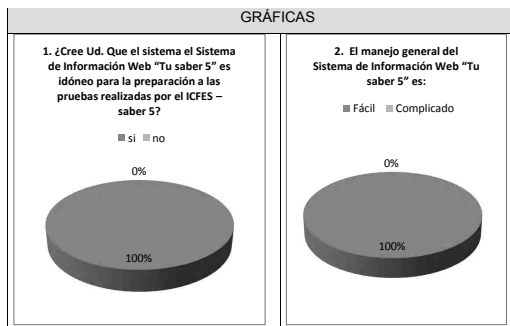 GRÁFICAS
1. ¿Cree Ud. Que el sistema el Sistema
de Información Web “Tu saber 5” es
idóneo para la preparación a las
pruebas realizadas por el ICFES –
saber 5?
si no
0%
100%
2. El manejo general del
Sistema de Información Web “Tu
saber 5” es:
Fácil Complicado
0%
100%